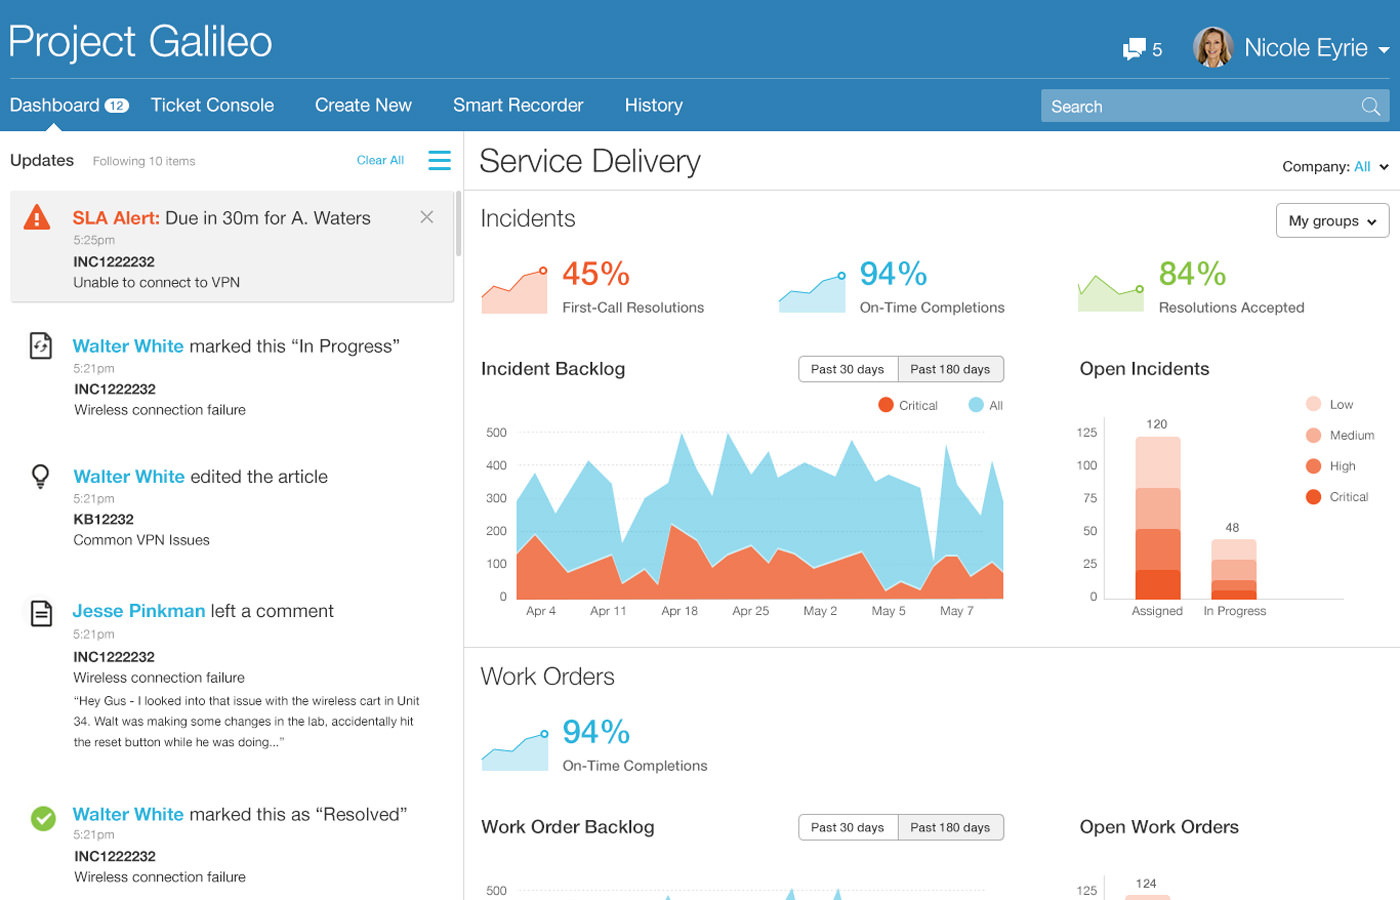 Project Galileo
5
Nicole Eyrie
Dashboard 12 Ticket Console Create New Smart Recorder History
Search
Updates Following 10 items Clear All
SLA Alert: Due in 30m for A. Waters
5:25pm
INC1222232
Unable to connect to VPN
Walter White marked this “In Progress”
5:21pm
INC1222232
Wireless connection failure
Walter White edited the article
5:21pm
KB12232
Common VPN Issues
Jesse Pinkman left a comment
5:21pm
INC1222232
Wireless connection failure
“Hey Gus - I looked into that issue with the wireless cart in Unit
34. Walt was making some changes in the lab, accidentally hit
the reset button while he was doing...”
Walter White marked this as “Resolved”
5:21pm
INC1222232
Wireless connection failure
Service Delivery
Company: All
Incidents
My groups
45%
First-Call Resolutions
94%
On-Time Completions
84%
Resolutions Accepted
Incident Backlog
Past 30 days Past 180 days
Critical All
500
400
300
200
100
0
Apr 4 Apr 11 Apr 18 Apr 25 May 2 May 5 May 7
Open Incidents
Low
Medium
High
Critical
125
100
75
50
25
0
120
48
Assigned In Progress
Work Orders
94%
On-Time Completions
Work Order Backlog
Past 30 days Past 180 days
500
Open Work Orders
124
125